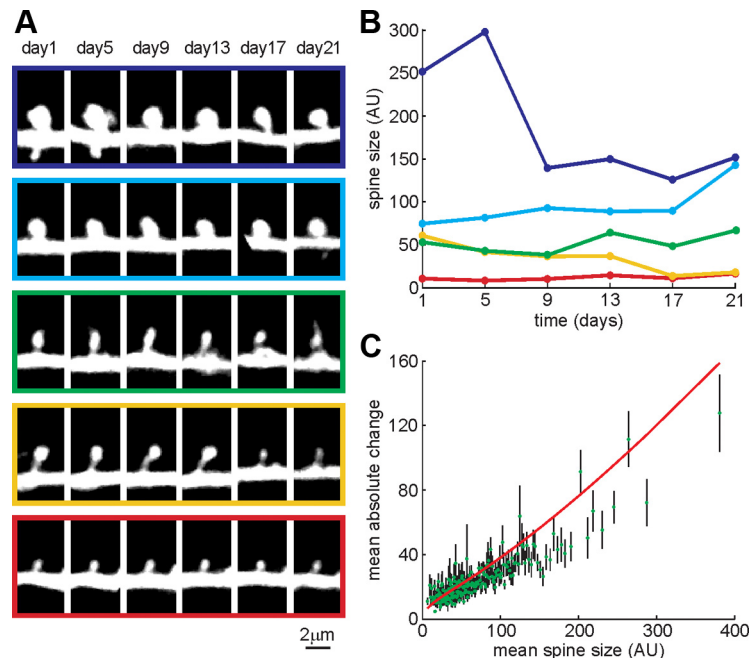 A
day1 day5 day9 day13 day17 day21
2μm
B
300
250
200
150
100
50
0
spine size (AU)
1 5 9 13 17 21
time (days)
C
160
120
80
40
0
mean absolute change
0 100 200 300 400
mean spine size (AU)